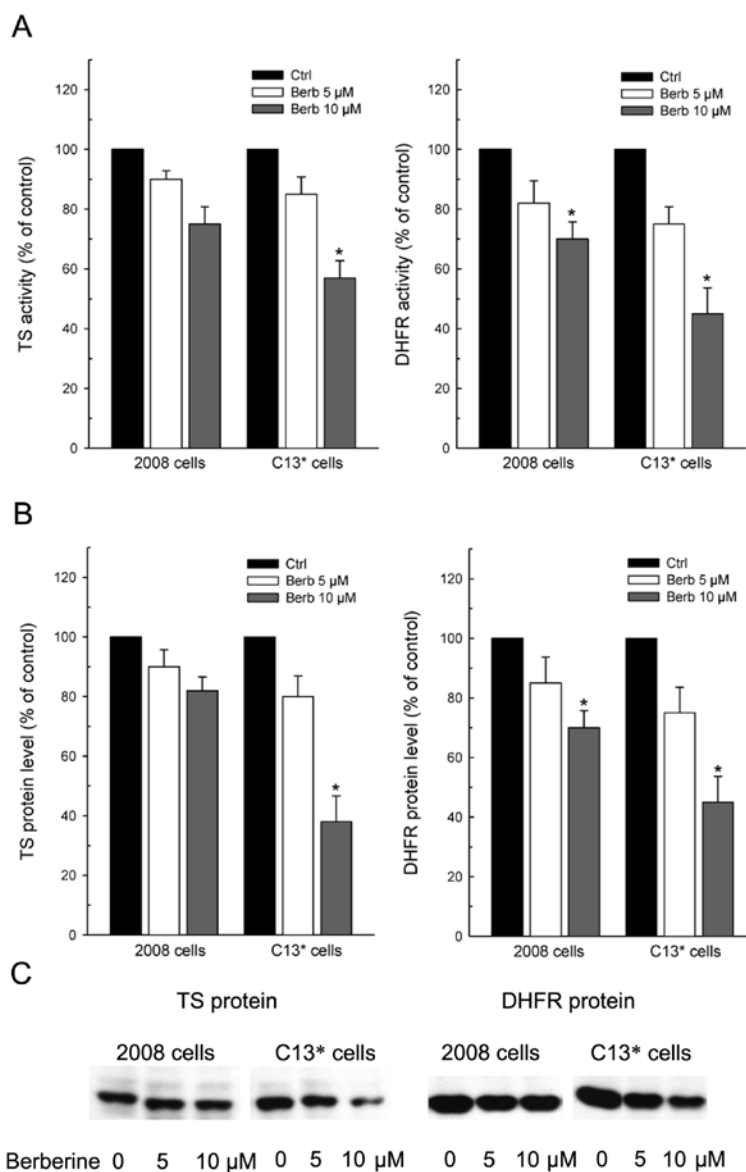 A
TS activity (% of control)
120
100
80
60
40
20
0
Ctrl
Berb 5 µM
Berb 10 µM
*
2008 cells C13* cells
DHFR activity (% of control)
120
100
80
60
40
20
0
Ctrl
Berb 5 µM
Berb 10 µM
*
*
2008 cells C13* cells
B
TS protein level (% of control)
120
100
80
60
40
20
0
Ctrl
Berb 5 µM
Berb 10 µM
*
2008 cells C13* cells
DHFR protein level (% of control)
120
100
80
60
40
20
0
Ctrl
Berb 5 µM
Berb 10 µM
*
*
2008 cells C13* cells
C
TS protein DHFR protein
2008 cells C13* cells 2008 cells C13* cells
Berberine 0 5 10 µM 0 5 10 µM 0 5 10 µM 0 5 10 µM